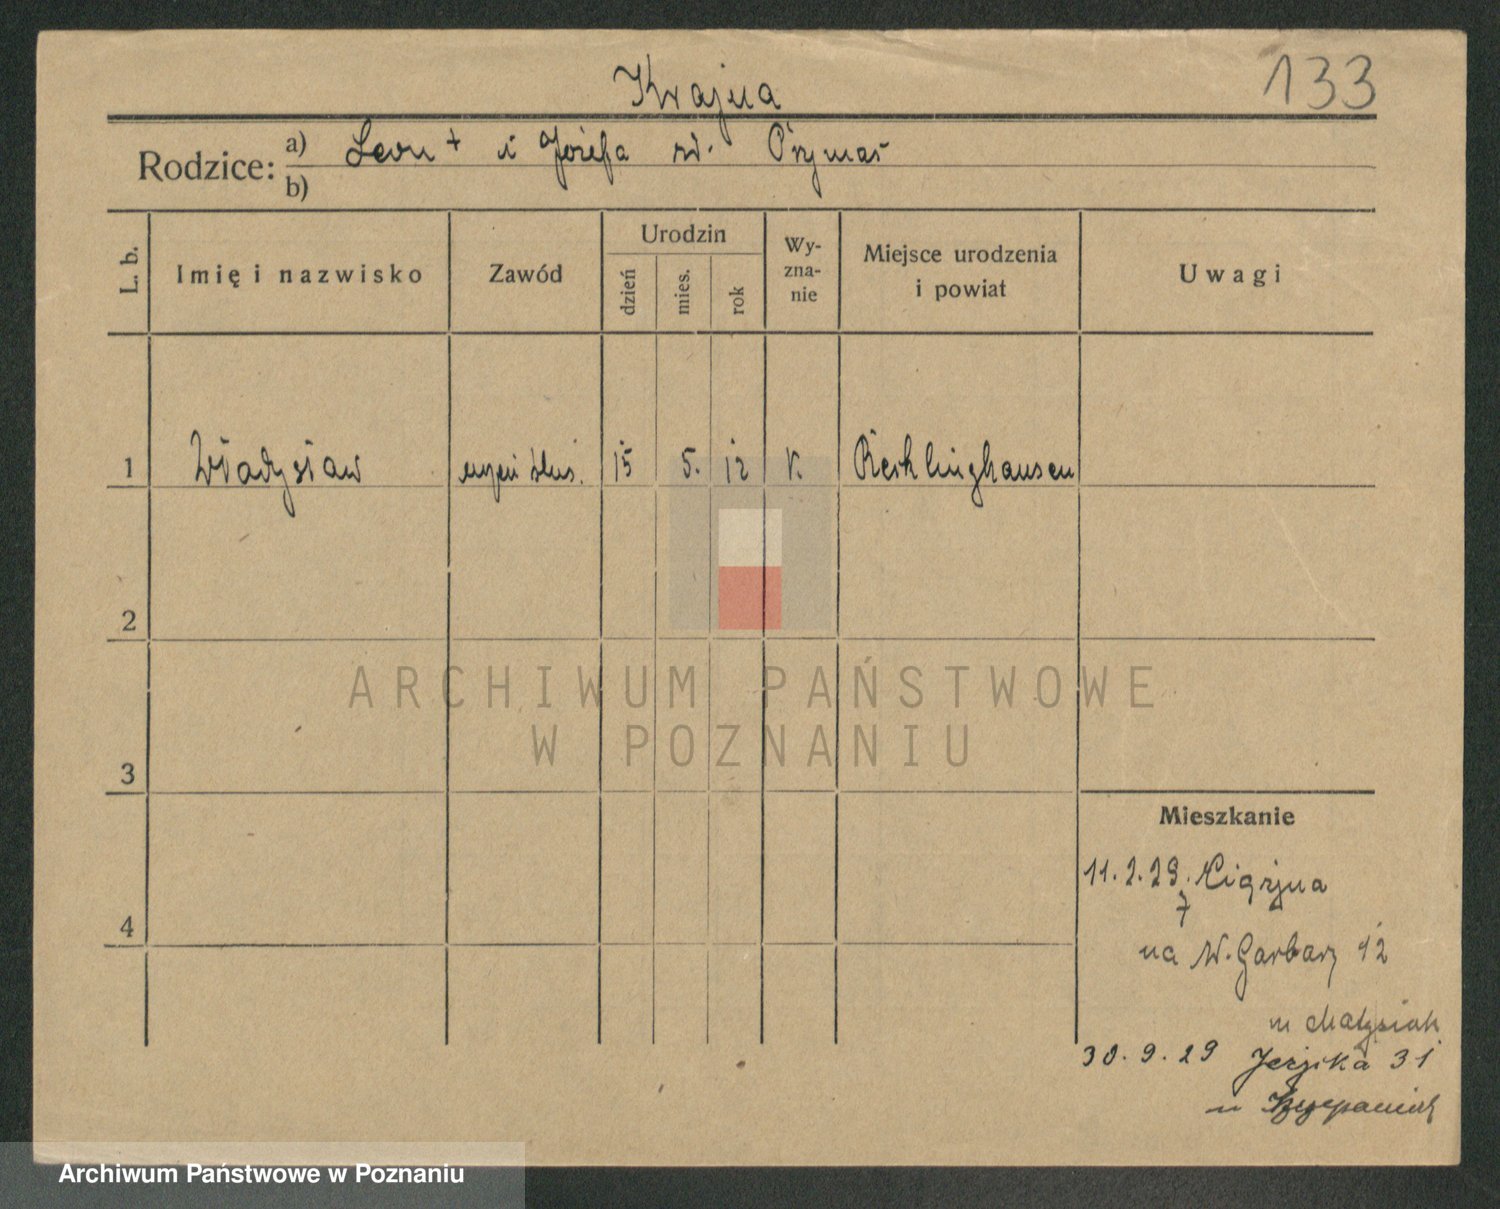 Krajna
133
Rodzice: a) Leon + i Józefa zd. Prymas
b)
L. b.
Imię i nazwisko
Zawód
Urodzin
dzień
mies.
rok
Wy-
zna-
nie
Miejsce urodzenia
i powiat
Uwagi
1 Władysław 15 5. 12 r. Recklinghausen
2
3
4
ARCHIWUM PAŃSTWOWE
W POZNANIU
Mieszkanie
11.2.29.
7
na W. Garbary 12
u Matysiak
30.9.29 Jeżycka 31
u Szczepaniak
Archiwum Państwowe w Poznaniu